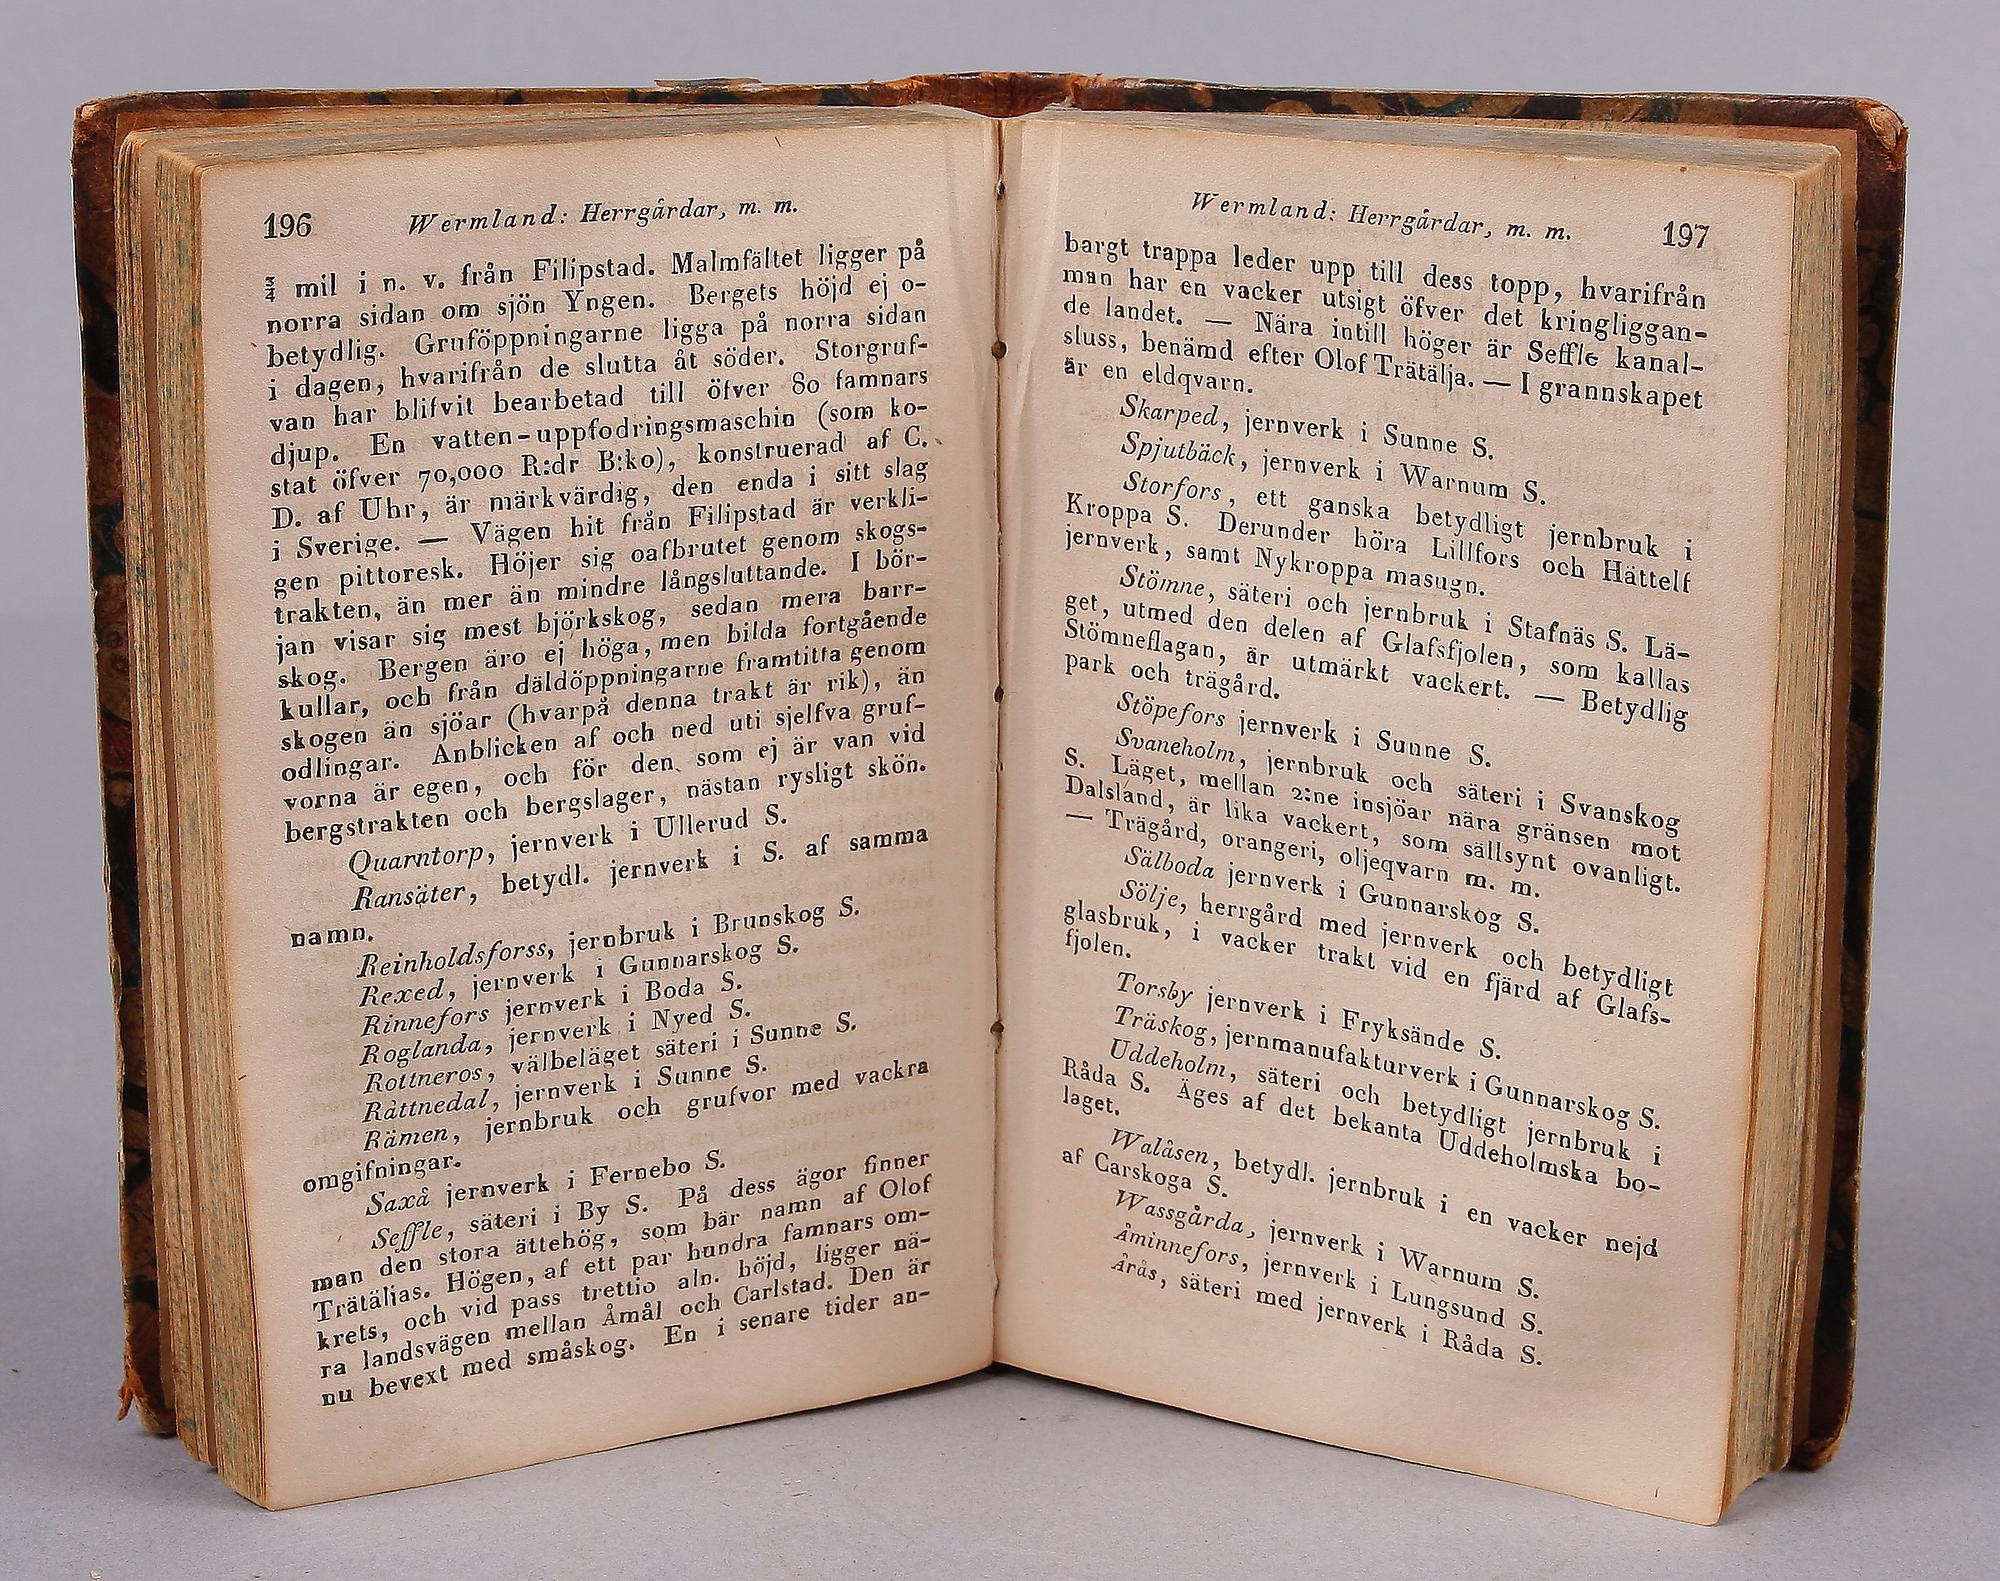 196 Wermland: Herrgårdar, m. m.
¾ mil i n. v. från Filipstad. Malmfältet ligger på
norra sidan om sjön Yngen. Bergets höjd ej o-
betydlig. Gruföppningarne ligga på norra sidan
i dagen, hvarifrån de slutta åt söder. Storgruf-
van har blifvit bearbetad till öfver 80 famnars
djup. En vatten-uppfodringsmaschin (som ko-
stat öfver 70,000 R:dr B:ko), konstruerad af C.
D. af Uhr, är märkvärdig, den enda i sitt slag
i Sverige. — Vägen hit från Filipstad är verkli-
gen pittoresk. Höjer sig oafbrutet genom skogs-
trakten, än mer än mindre långsluttande. I bör-
jan visar sig mest björkskog, sedan mera barr-
skog. Bergen äro ej höga, men bilda fortgående
kullar, och från däldöppningarne framtitta genom
skogen än sjöar (hvarpå denna trakt är rik), än
odlingar. Anblicken af och ned uti sjelfva gruf-
vorna är egen, och för den som ej är van vid
bergstrakten och bergslager, nästan rysligt skön.
Quarntorp, jernverk i Ullerud S.
Ransäter, betydl. jernverk i S. af samma
namn.
Reinholdsforss, jernbruk i Brunskog S.
Rexed, jernverk i Gunnarskog S.
Rinnefors jernverk i Boda S.
Roglanda, jernverk i Nyed S.
Rottneros, välbeläget säteri i Sunne S.
Råttnedal, jernverk i Sunne S.
Rämen, jernbruk och grufvor med vackra
omgifningar.
Saxå jernverk i Fernebo S.
Seffle, säteri i By S. På dess ägor finner
man den stora ättehög, som bär namn af Olof
Trätäljas. Högen, af ett par hundra famnars om-
krets, och vid pass trettio aln. höjd, ligger nä-
ra landsvägen mellan Åmål och Carlstad. Den är
nu bevext med småskog. En i senare tider an-
Wermland: Herrgårdar, m. m. 197
bargt trappa leder upp till dess topp, hvarifrån
man har en vacker utsigt öfver det kringliggan-
de landet. — Nära intill höger är Seffle kanal-
sluss, benämd efter Olof Trätälja. — I grannskapet
är en eldqvarn.
Skarped, jernverk i Sunne S.
Spjutbäck, jernverk i Warnum S.
Storfors, ett ganska betydligt jernbruk i
Kroppa S. Derunder höra Lillfors och Hättelf
jernverk, samt Nykroppa masugn.
Stömne, säteri och jernbruk i Stafnäs S. Lä-
get, utmed den delen af Glafsfjolen, som kallas
Stömneflagan, är utmärkt vackert. — Betydlig
park och trägård.
Stöpefors jernverk i Sunne S.
Svaneholm, jernbruk och säteri i Svanskog
S. Läget, mellan 2:ne insjöar nära gränsen mot
Dalsland, är lika vackert, som sällsynt ovanligt.
— Trägård, orangeri, oljeqvarn m. m.
Sälboda jernverk i Gunnarskog S.
Sölje, herrgård med jernverk och betydligt
glasbruk, i vacker trakt vid en fjärd af Glafs-
fjolen.
Torsby jernverk i Fryksände S.
Träskog, jernmanufakturverk i Gunnarskog S.
Uddeholm, säteri och betydligt jernbruk i
Råda S. Äges af det bekanta Uddeholmska bo-
laget.
Walåsen, betydl. jernbruk i en vacker nejd
af Carskoga S.
Wassgårda, jernverk i Warnum S.
Åminnefors, jernverk i Lungsund S.
Årås, säteri med jernverk i Råda S.